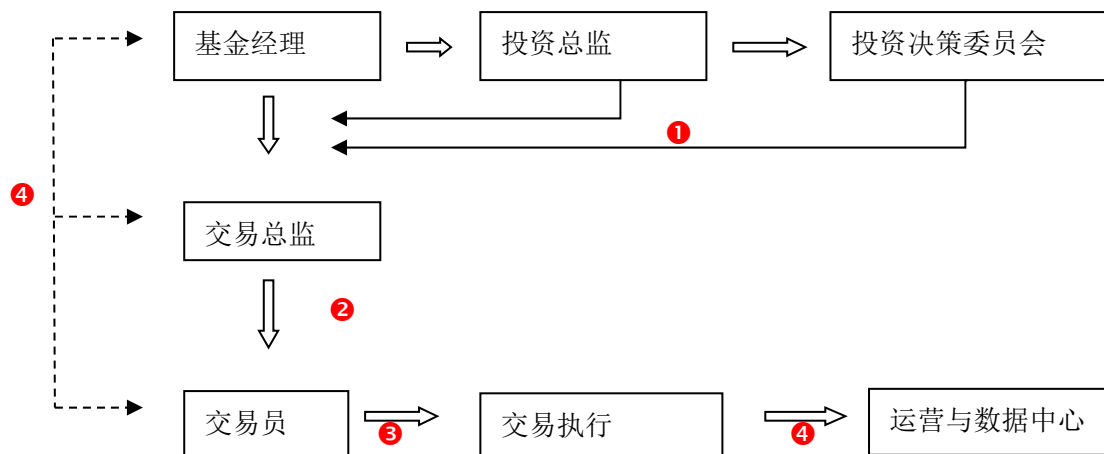 基金经理
投资总监
投资决策委员会
❶
❹
交易总监
❷
交易员
❸
交易执行
❹
运营与数据中心